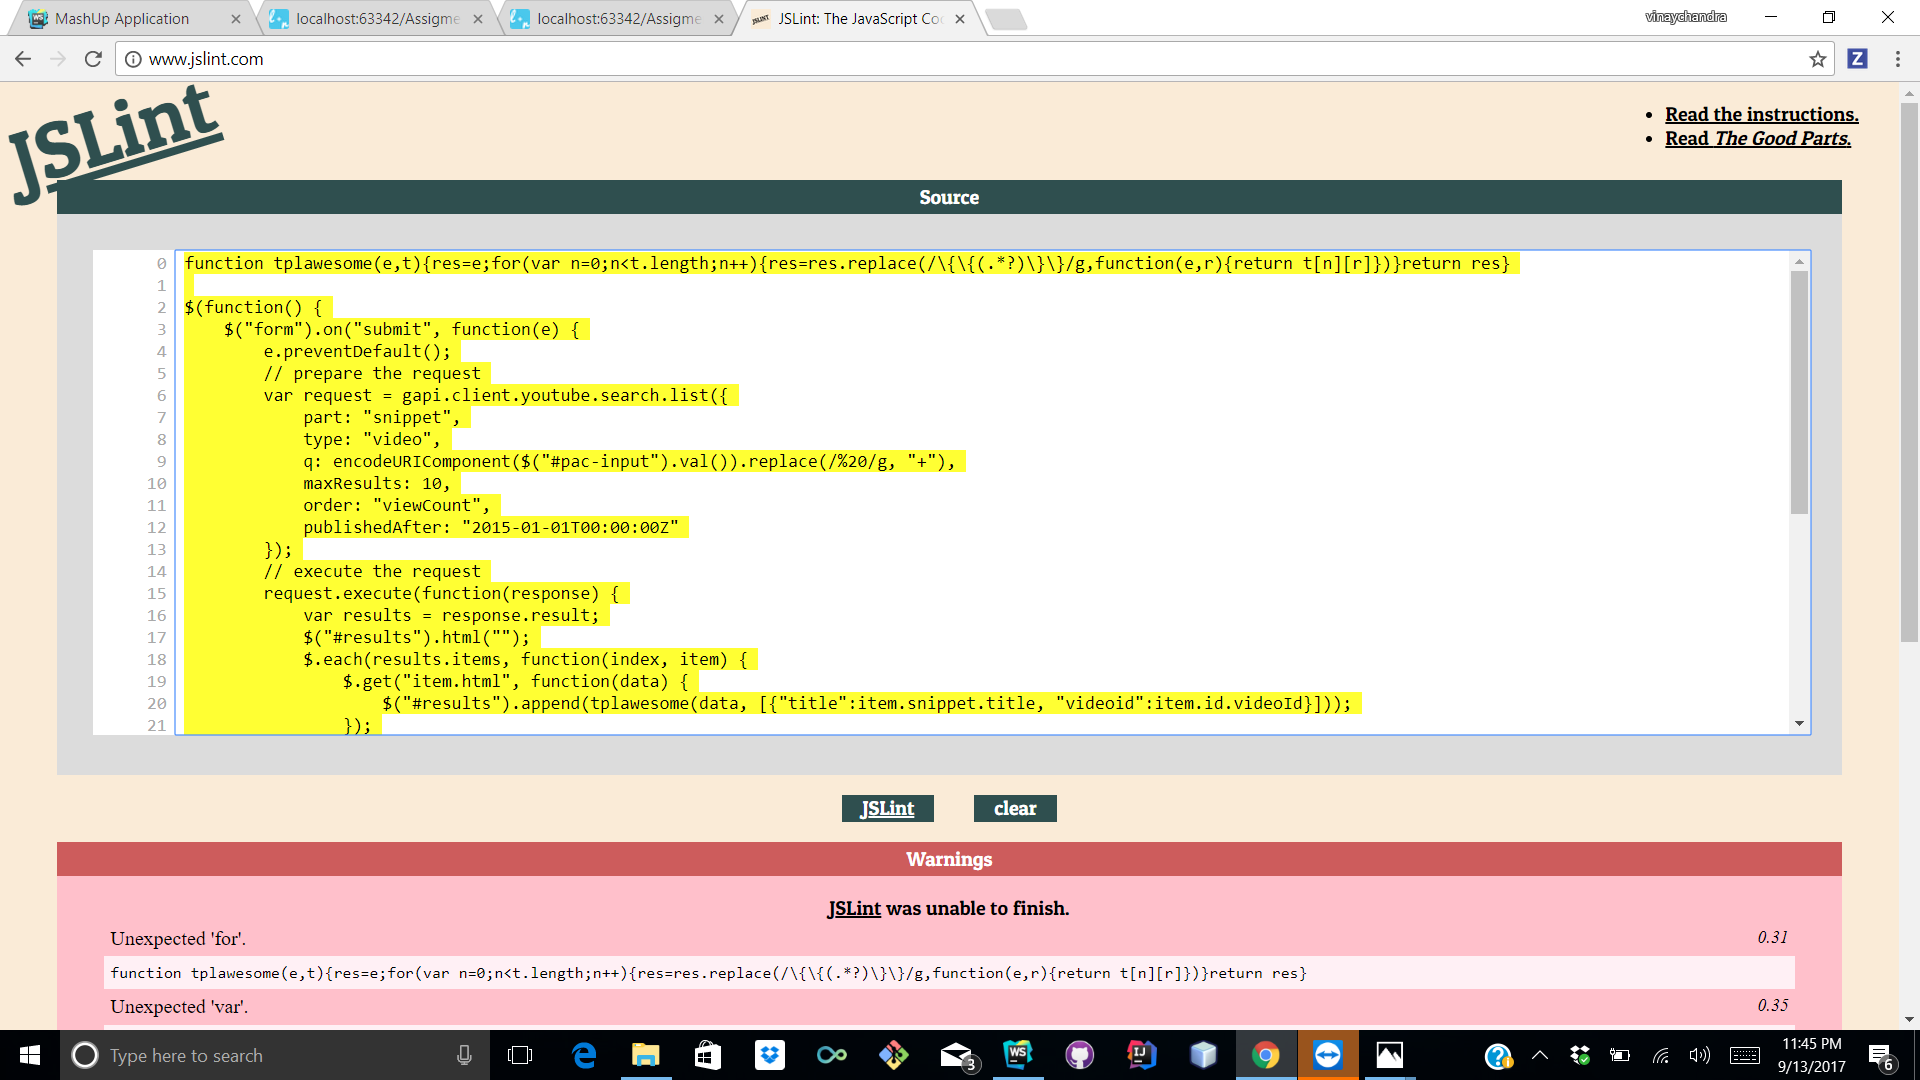 MashUp Application
localhost:63342/Assigme
localhost:63342/Assigme
JSLint: The JavaScript Co
vinaychandra
www.jslint.com
Z
JSLint
Read the instructions.
Read The Good Parts.
Source
0 function tplawesome(e,t){res=e;for(var n=0;n<t.length;n++){res=res.replace(/\{\{(.*?)\}\}/g,function(e,r){return t[n][r]})}return res}
1
2 $(function() {
3 $("form").on("submit", function(e) {
4 e.preventDefault();
5 // prepare the request
6 var request = gapi.client.youtube.search.list({
7 part: "snippet",
8 type: "video",
9 q: encodeURIComponent($("#pac-input").val()).replace(/%20/g, "+"),
10 maxResults: 10,
11 order: "viewCount",
12 publishedAfter: "2015-01-01T00:00:00Z"
13 });
14 // execute the request
15 request.execute(function(response) {
16 var results = response.result;
17 $("#results").html("");
18 $.each(results.items, function(index, item) {
19 $.get("item.html", function(data) {
20 $("#results").append(tplawesome(data, [{"title":item.snippet.title, "videoid":item.id.videoId}]));
21 });
JSLint clear
Warnings
JSLint was unable to finish.
Unexpected 'for'. 0.31
function tplawesome(e,t){res=e;for(var n=0;n<t.length;n++){res=res.replace(/\{\{(.*?)\}\}/g,function(e,r){return t[n][r]})}return res}
Unexpected 'var'. 0.35
Type here to search
3
WS
IJ
11:45 PM
9/13/2017
6